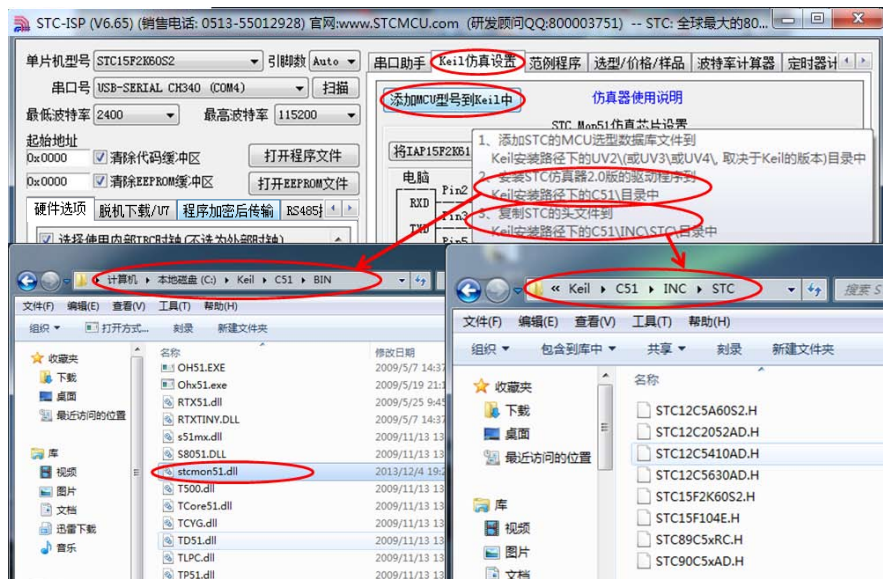 STC-ISP (V6.65) (销售电话: 0513-55012928) 官网:www.STCMCU.com (研发顾问QQ:800003751) -- STC: 全球最大的80...
单片机型号 STC15F2K60S2 引脚数 Auto
串口号 USB-SERIAL CH340 (COM4) 扫描
最低波特率 2400 最高波特率 115200
起始地址
0x0000 清除代码缓冲区 打开程序文件
0x0000 清除EEPROM缓冲区 打开EEPROM文件
硬件选项 脱机下载/U7 程序加密后传输 RS485
选择使用内部IRC时钟(不选为外部时钟)
串口助手 Keil仿真设置 范例程序 选型/价格/样品 波特率计算器 定时器计
添加MCU型号到Keil中 仿真器使用说明
STC Mon51仿真芯片设置
将IAP15F2K61
电脑
Pin2
RXD
Pin3
TXD
Pin5
1、添加STC的MCU选型数据库文件到
Keil安装路径下的UV2\(或UV3\或UV4\, 取决于Keil的版本)目录中
2、安装STC仿真器2.0版的驱动程序到
Keil安装路径下的C51\目录中
3、复制STC的头文件到
Keil安装路径下的C51\INC\STC\目录中
计算机 本地磁盘 (C:) Keil C51 BIN
文件(F) 编辑(E) 查看(V) 工具(T) 帮助(H)
组织 打开方式... 刻录 新建文件夹
收藏夹
下载
桌面
最近访问的位置
库
视频
图片
文档
迅雷下载
音乐
名称 修改日期
OH51.EXE 2009/5/7 14:37
Ohx51.exe 2009/5/19 21:1
RTX51.dll 2009/5/25 9:45
RTXTINY.DLL 2009/5/7 14:37
s51mx.dll 2009/11/13 13
S8051.DLL 2009/11/13 13
stcmon51.dll 2013/12/4 19:2
T500.dll 2009/11/13 13
TCore51.dll 2009/11/13 13
TCYG.dll 2009/11/13 13
TD51.dll 2009/11/13 13
TLPC.dll 2009/11/13 13
TP51.dll 2009/11/13 13
« Keil C51 INC STC 搜索 S
文件(F) 编辑(E) 查看(V) 工具(T) 帮助(H)
组织 包含到库中 共享 刻录 新建文件夹
收藏夹
下载
桌面
最近访问的位置
库
视频
图片
文档
名称
STC12C5A60S2.H
STC12C2052AD.H
STC12C5410AD.H
STC12C5630AD.H
STC15F2K60S2.H
STC15F104E.H
STC89C5xRC.H
STC90C5xAD.H